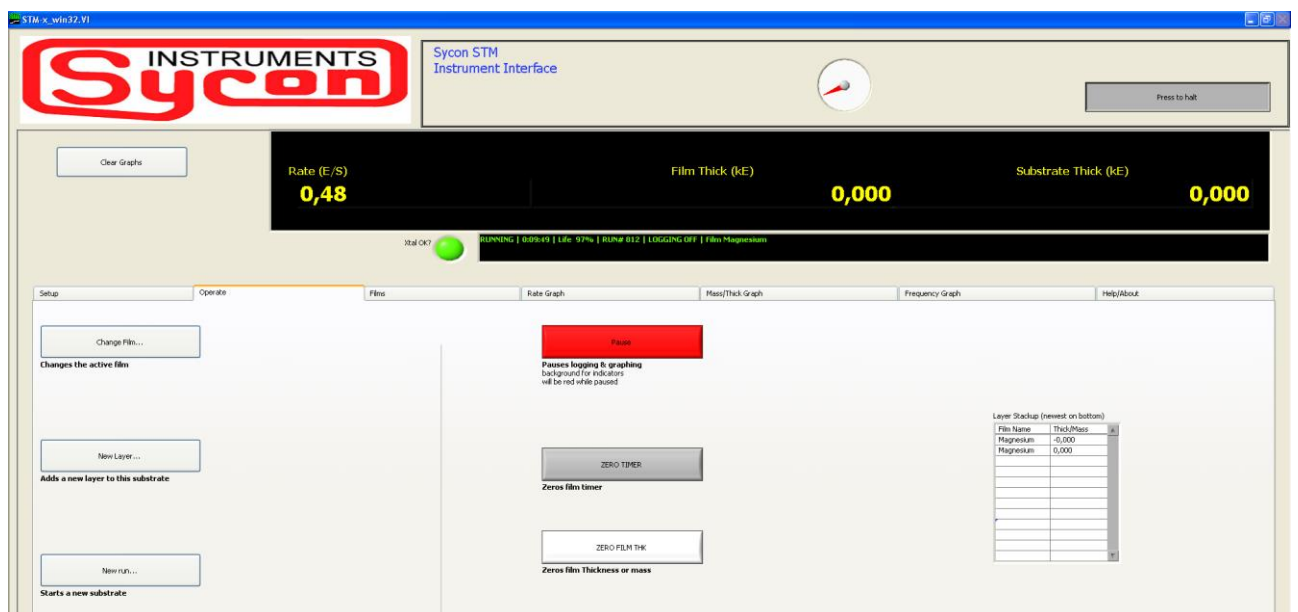 STM-x_win32.VI
INSTRUMENTS
Sycon
Sycon STM
Instrument Interface
Press to halt
Clear Graphs
Rate (E/S)
0,48
Film Thick (kE)
0,000
Substrate Thick (kE)
0,000
Xtal OK?
RUNNING | 0:09:49 | Life 97% | RUN# 812 | LOGGING OFF | Film Magnesium
Setup
Operate
Films
Rate Graph
Mass/Thick Graph
Frequency Graph
Help/About
Change Film...
Changes the active film
New Layer...
Adds a new layer to this substrate
New run...
Starts a new substrate
Pause
Pauses logging & graphing
background for indicators
will be red while paused
ZERO TIMER
Zeros film timer
ZERO FILM THK
Zeros film Thickness or mass
Layer Stackup (newest on bottom)
Film Name Thick/Mass
Magnesium -0,000
Magnesium 0,000